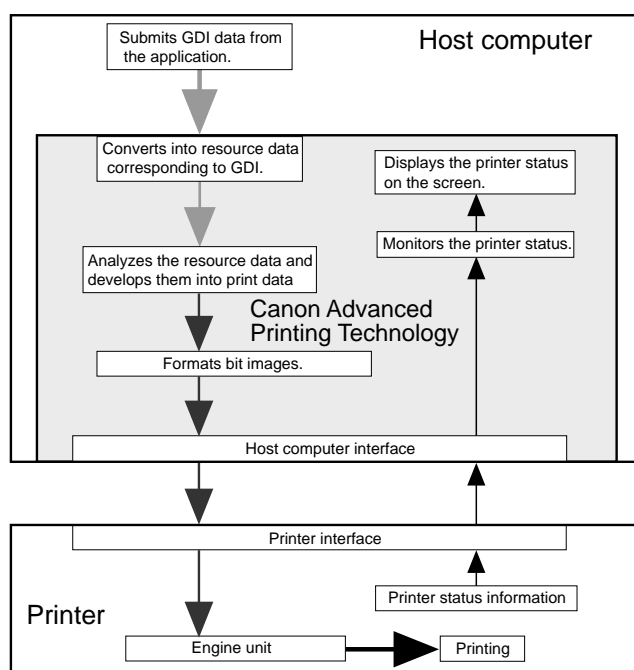 Submits GDI data from
the application.
Host computer
Converts into resource data
corresponding to GDI.
Displays the printer status
on the screen.
Monitors the printer status.
Analyzes the resource data and
develops them into print data
Canon Advanced
Printing Technology
Formats bit images.
Host computer interface
Printer interface
Printer status information
Printer
Engine unit
Printing